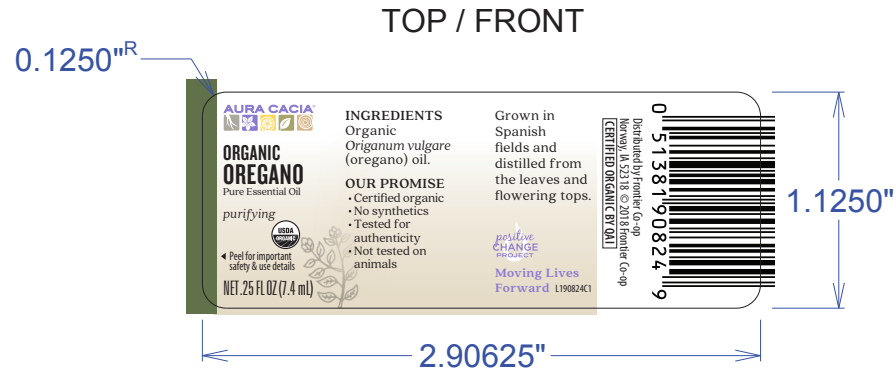 TOP / FRONT
0.1250"R
AURA CACIA®
ORGANIC
OREGANO
Pure Essential Oil
purifying
USDA
ORGANIC
Peel for important
safety & use details
NET .25 FL OZ (7.4 mL)
INGREDIENTS
Organic
Origanum vulgare
(oregano) oil.
OUR PROMISE
• Certified organic
• No synthetics
• Tested for
authenticity
• Not tested on
animals
Grown in
Spanish
fields and
distilled from
the leaves and
flowering tops.
positive
CHANGE
PROJECT
Moving Lives
Forward L190824C1
Distributed by Frontier Co-op
Norway, IA 52318 © 2018 Frontier Co-op
CERTIFIED ORGANIC BY QAI
0 51381 90824 9
1.1250"
2.90625"